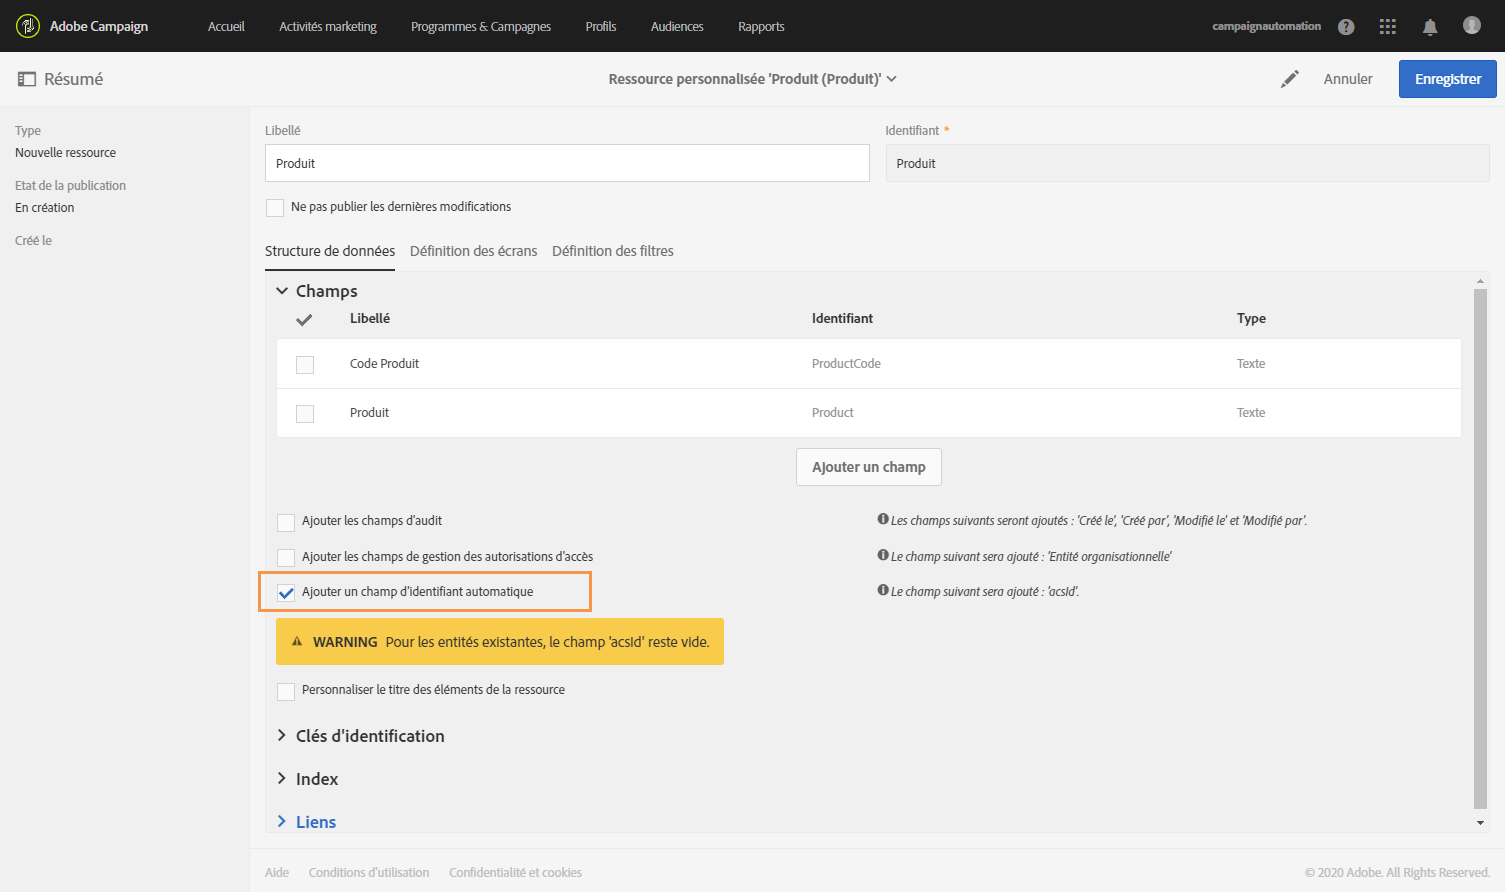 Adobe Campaign Accueil Activités marketing Programmes & Campagnes Profils Audiences Rapports campaignautomation
Résumé Ressource personnalisée 'Produit (Produit)' Annuler Enregistrer
Type
Nouvelle ressource
Etat de la publication
En création
Créé le
Libellé Identifiant *
Produit Produit
Ne pas publier les dernières modifications
Structure de données Définition des écrans Définition des filtres
Champs
Libellé Identifiant Type
Code Produit ProductCode Texte
Produit Product Texte
Ajouter un champ
Ajouter les champs d'audit Les champs suivants seront ajoutés : 'Créé le', 'Créé par', 'Modifié le' et 'Modifié par'.
Ajouter les champs de gestion des autorisations d'accès Le champ suivant sera ajouté : 'Entité organisationnelle'
Ajouter un champ d'identifiant automatique Le champ suivant sera ajouté : 'acsId'.
WARNING Pour les entités existantes, le champ 'acsId' reste vide.
Personnaliser le titre des éléments de la ressource
Clés d'identification
Index
Liens
Aide Conditions d'utilisation Confidentialité et cookies © 2020 Adobe. All Rights Reserved.